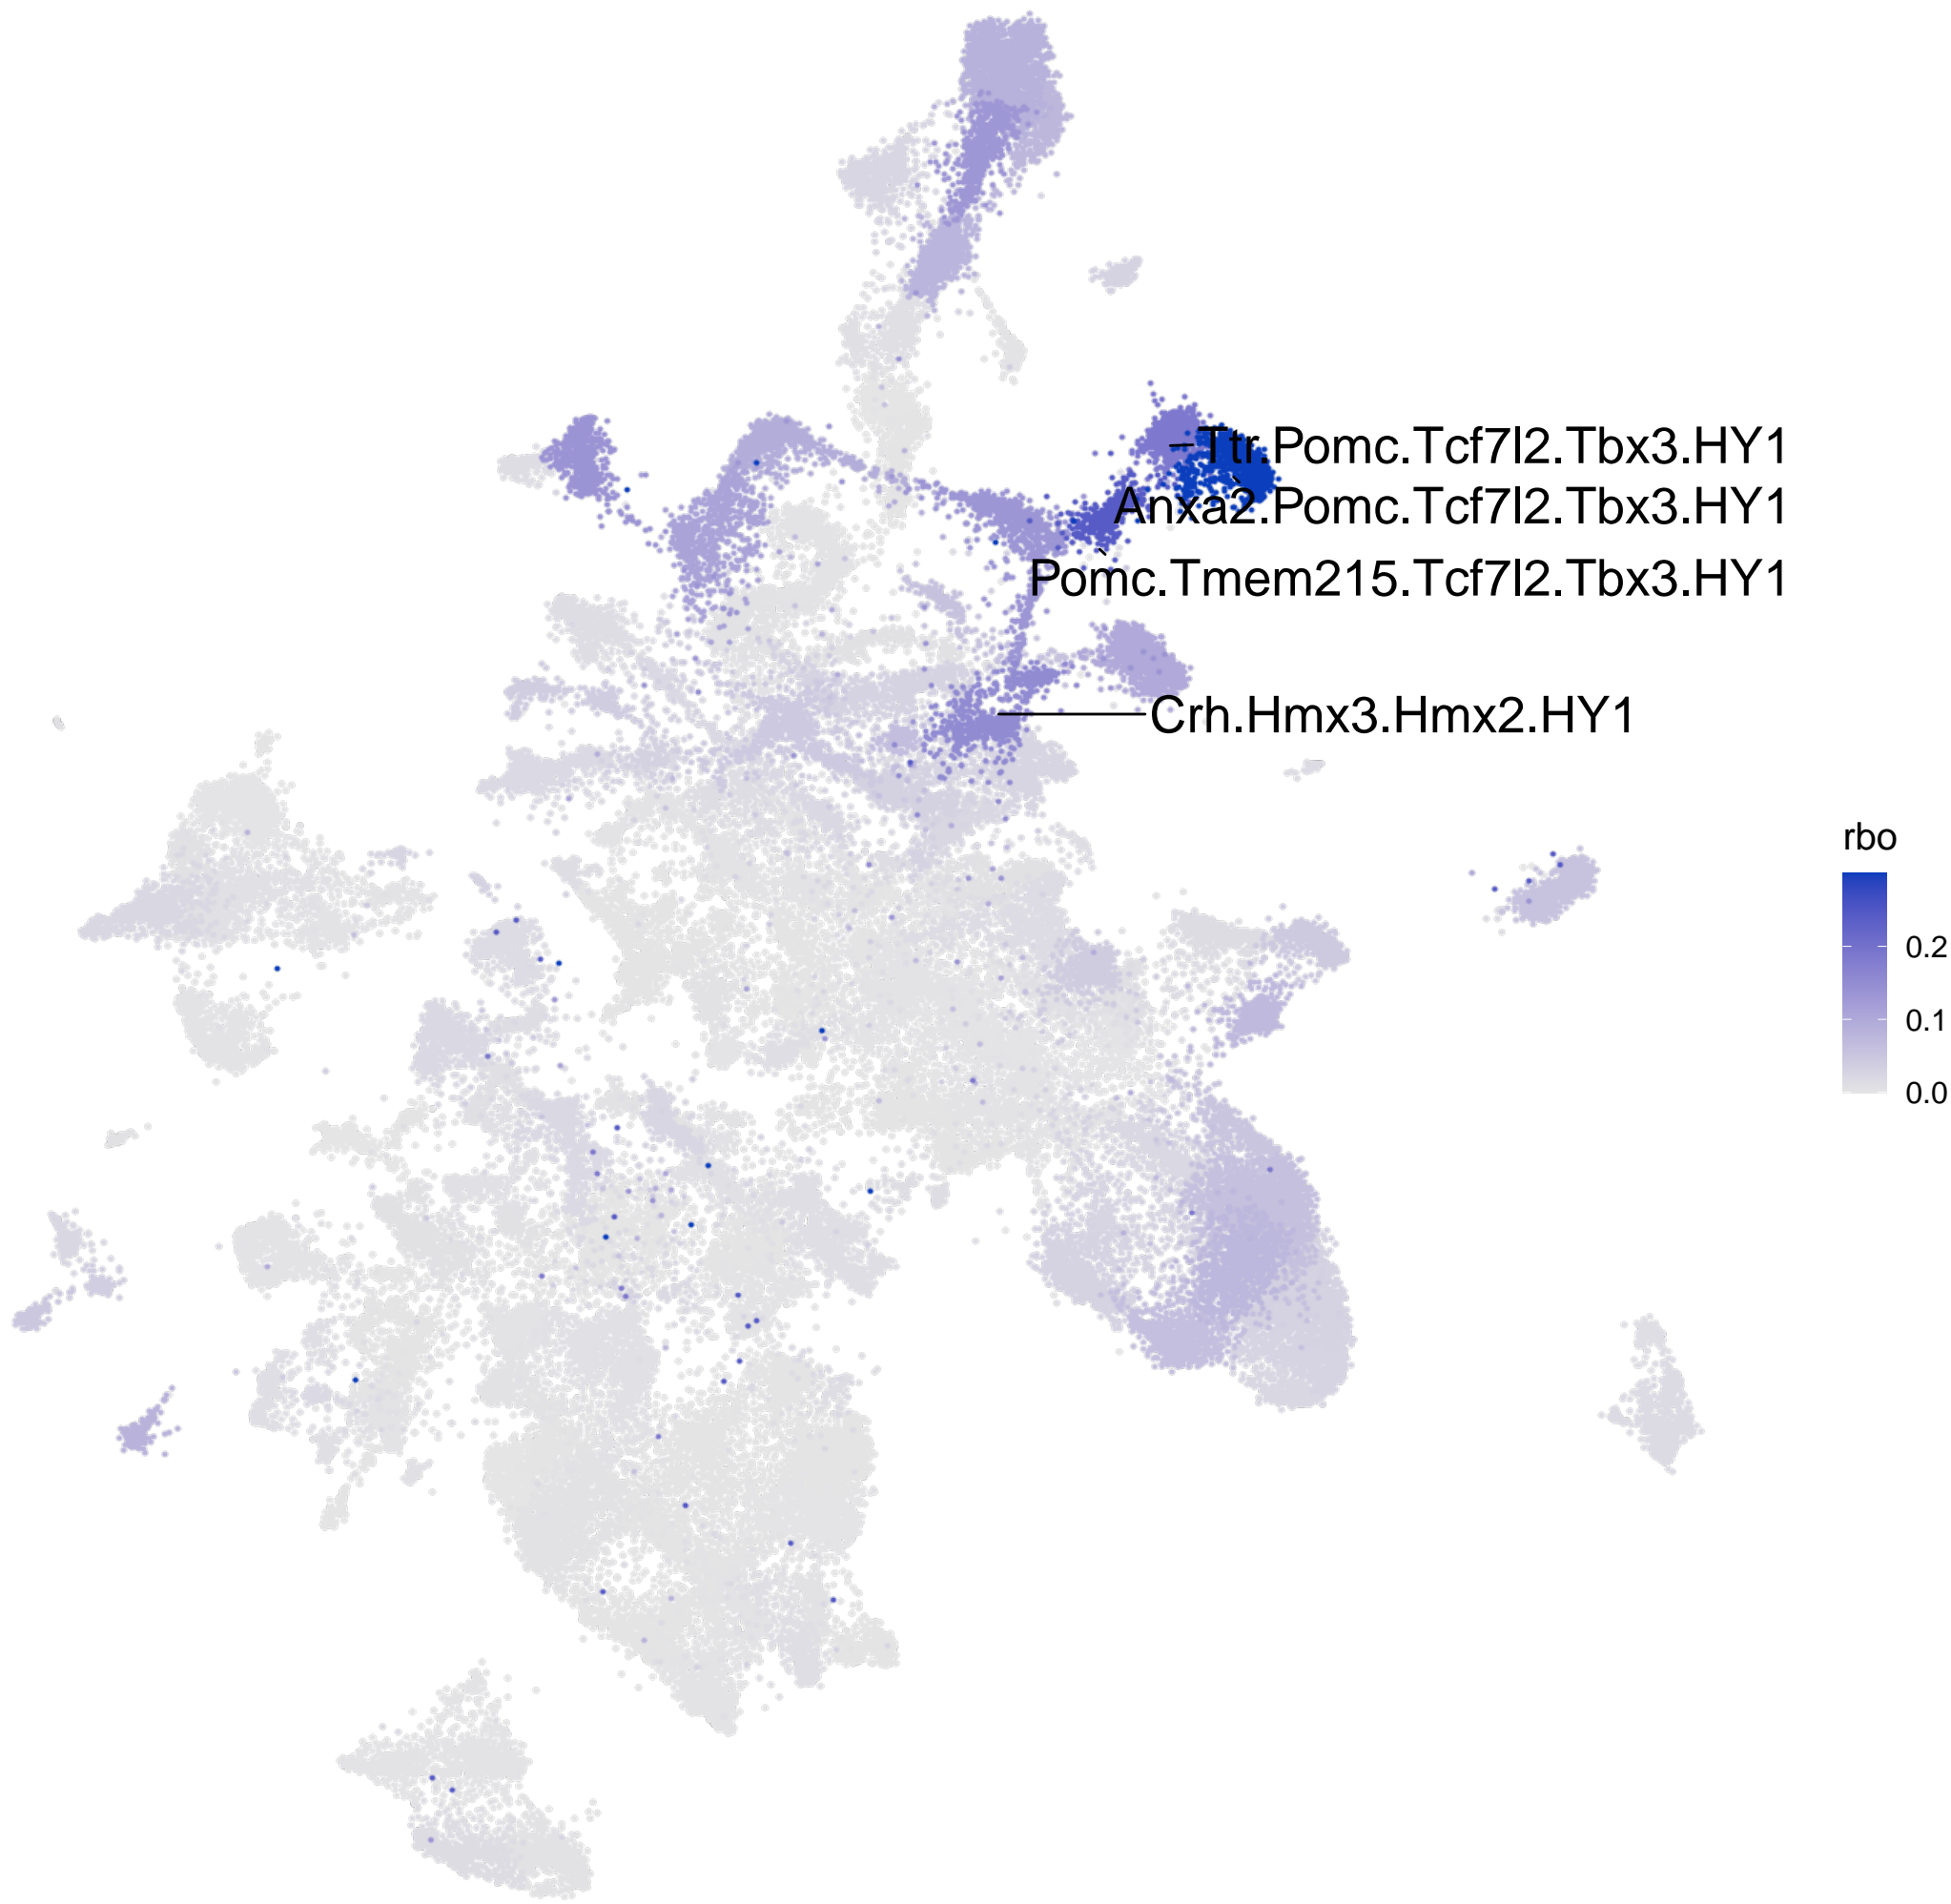 Ttr.Pomc.Tcf7l2.Tbx3.HY1
Anxa2.Pomc.Tcf7l2.Tbx3.HY1
Pomc.Tmem215.Tcf7l2.Tbx3.HY1
Crh.Hmx3.Hmx2.HY1
rbo
0.2
0.1
0.0